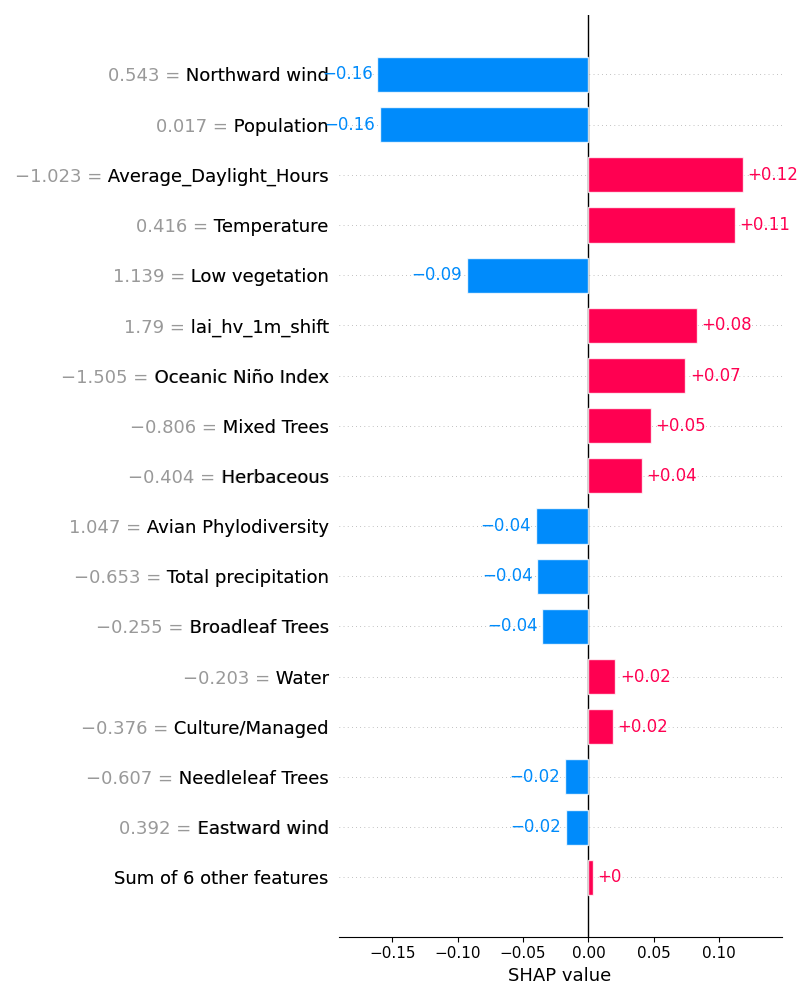 0.543 = Northward wind −0.16
0.017 = Population −0.16
−1.023 = Average_Daylight_Hours +0.12
0.416 = Temperature +0.11
1.139 = Low vegetation −0.09
1.79 = lai_hv_1m_shift +0.08
−1.505 = Oceanic Niño Index +0.07
−0.806 = Mixed Trees +0.05
−0.404 = Herbaceous +0.04
1.047 = Avian Phylodiversity −0.04
−0.653 = Total precipitation −0.04
−0.255 = Broadleaf Trees −0.04
−0.203 = Water +0.02
−0.376 = Culture/Managed +0.02
−0.607 = Needleleaf Trees −0.02
0.392 = Eastward wind −0.02
Sum of 6 other features +0
−0.15 −0.10 −0.05 0.00 0.05 0.10
SHAP value